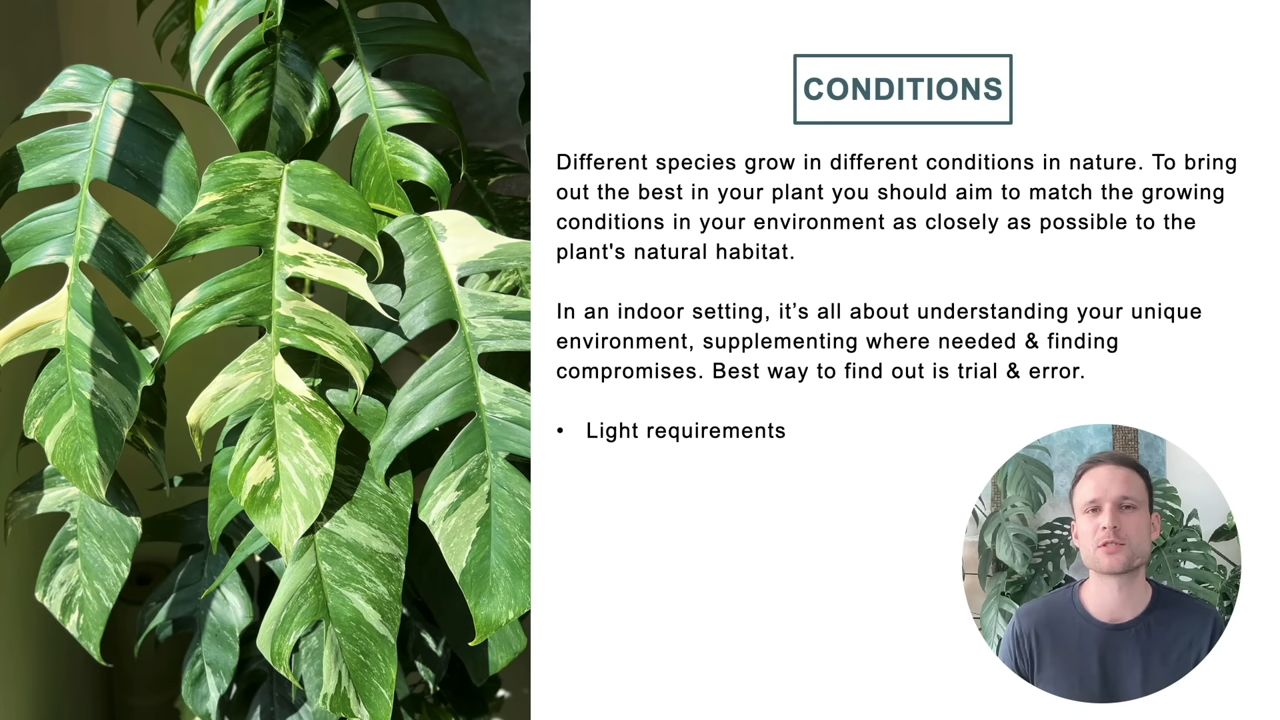 CONDITIONS
Different species grow in different conditions in nature. To bring
out the best in your plant you should aim to match the growing
conditions in your environment as closely as possible to the
plant's natural habitat.
In an indoor setting, it’s all about understanding your unique
environment, supplementing where needed & finding
compromises. Best way to find out is trial & error.
• Light requirements